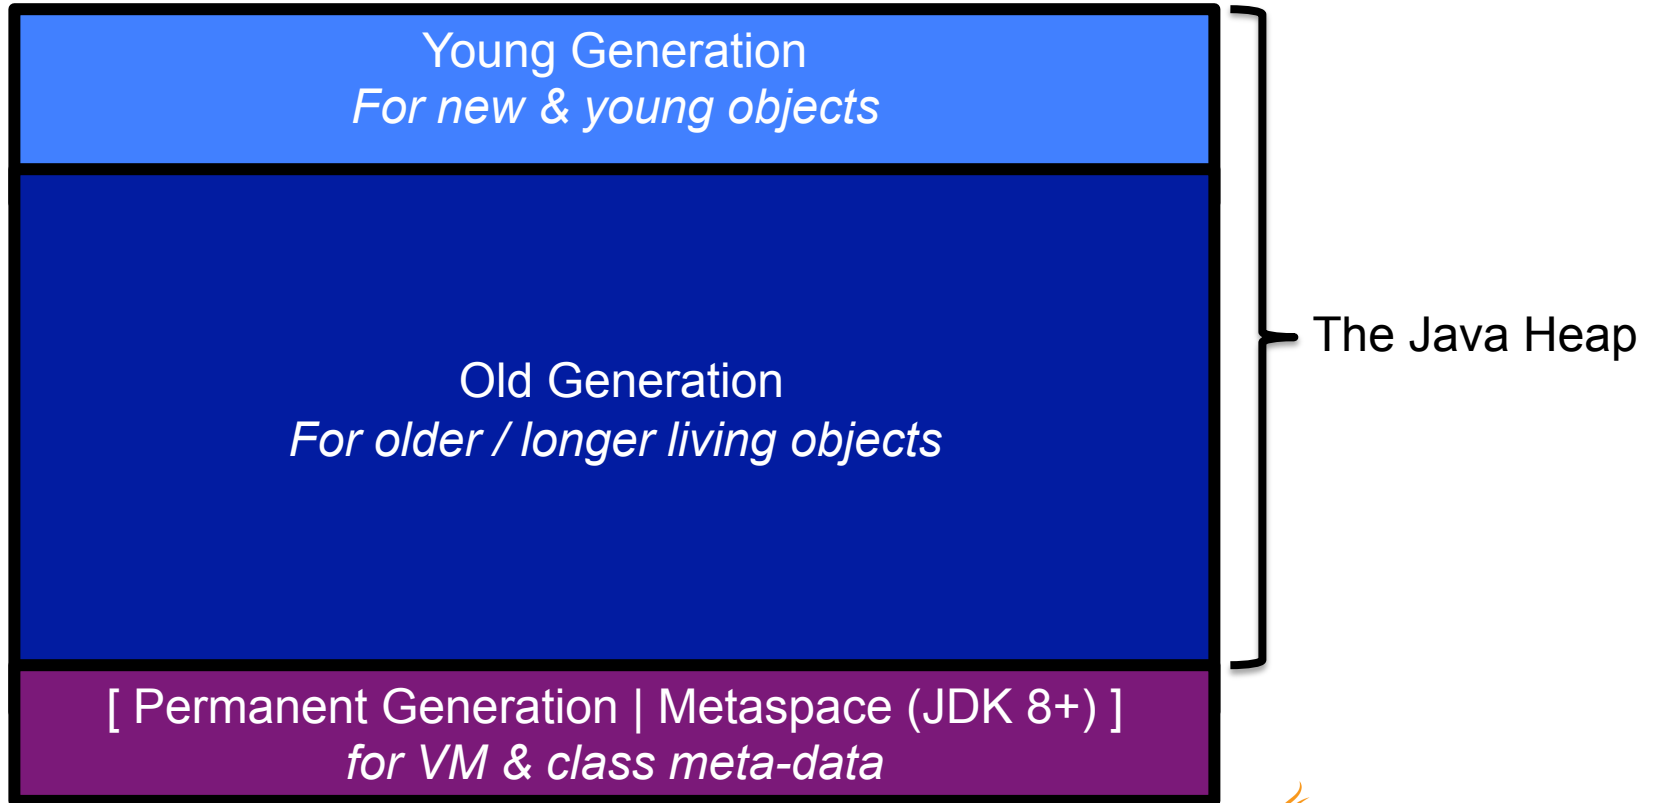 Young Generation
For new & young objects
Old Generation
For older / longer living objects
The Java Heap
[ Permanent Generation | Metaspace (JDK 8+) ]
for VM & class meta-data